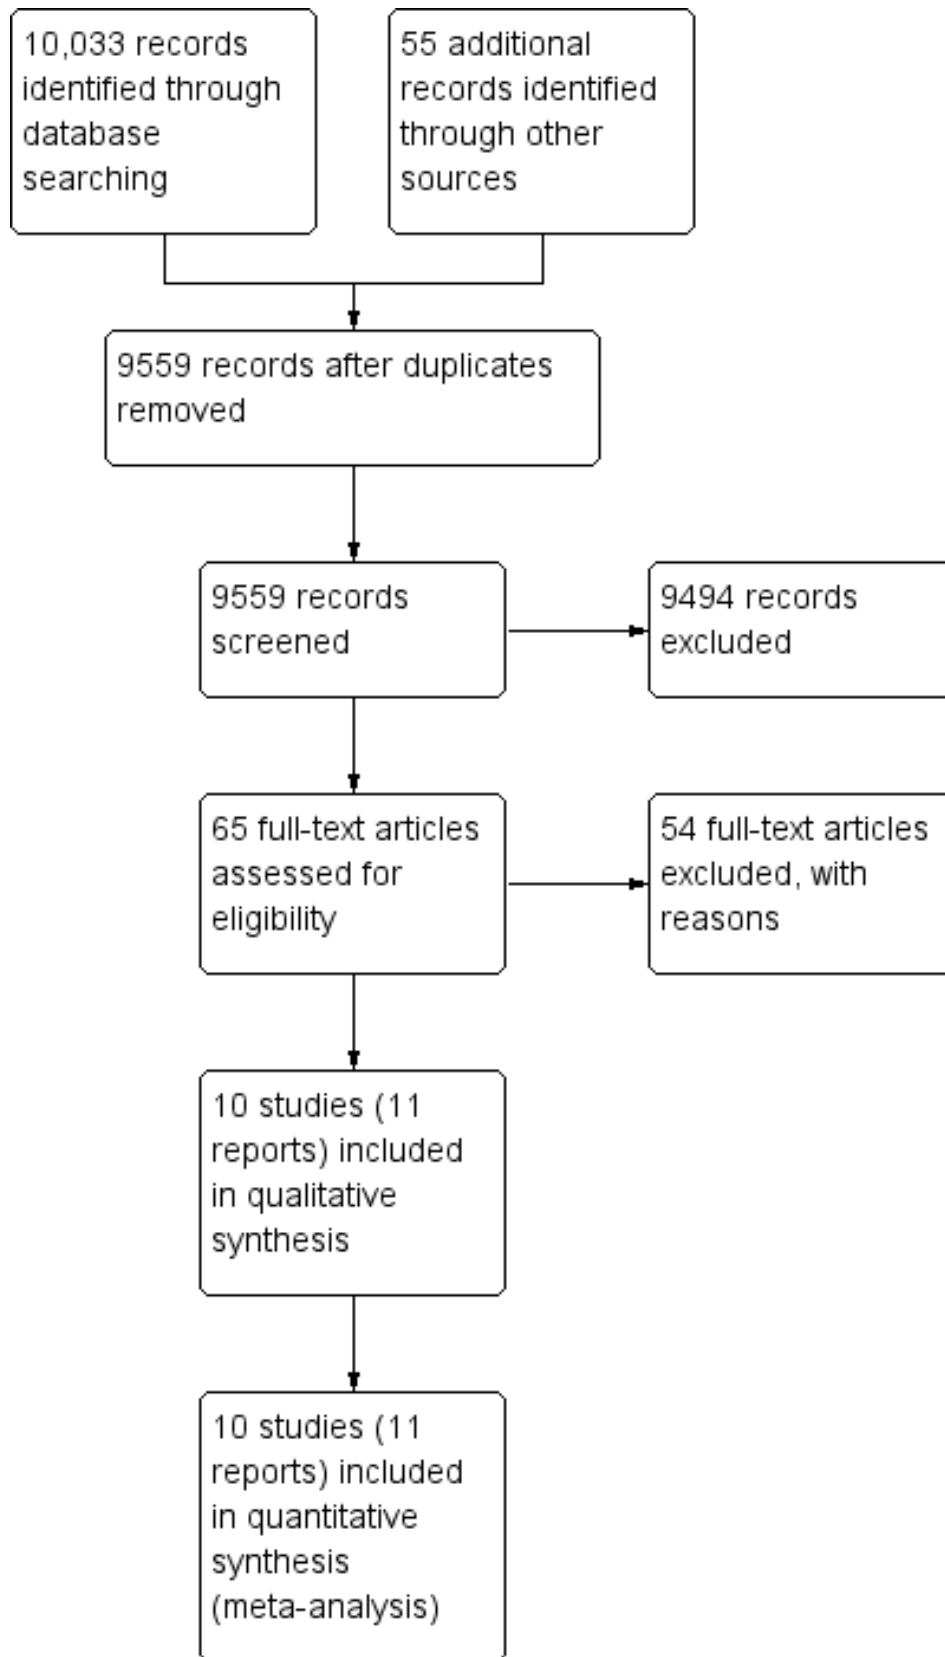 10,033 records
identified through
database
searching
55 additional
records identified
through other
sources
9559 records after duplicates
removed
9559 records
screened
9494 records
excluded
65 full-text articles
assessed for
eligibility
54 full-text articles
excluded, with
reasons
10 studies (11
reports) included
in qualitative
synthesis
10 studies (11
reports) included
in quantitative
synthesis
(meta-analysis)